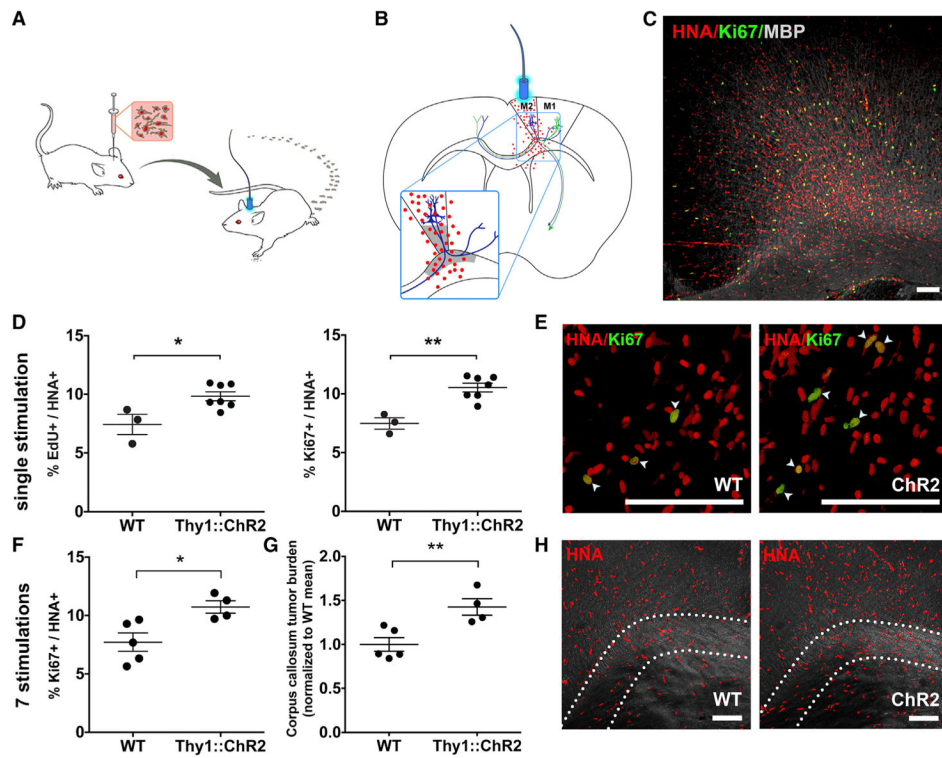 A
B
C
M2 M1
HNA/Ki67/MBP
D
single stimulation
% EdU+ / HNA+
15
10
5
0
*
WT
Thy1::ChR2
% Ki67+ / HNA+
15
10
5
0
**
WT
Thy1::ChR2
E
HNA/Ki67
WT
HNA/Ki67
ChR2
F
7 stimulations
% Ki67+ / HNA+
15
10
5
0
*
WT
Thy1::ChR2
G
Corpus callosum tumor burden
(normalized to WT mean)
2.0
1.5
1.0
0.5
0.0
**
WT
Thy1::ChR2
H
HNA
WT
HNA
ChR2